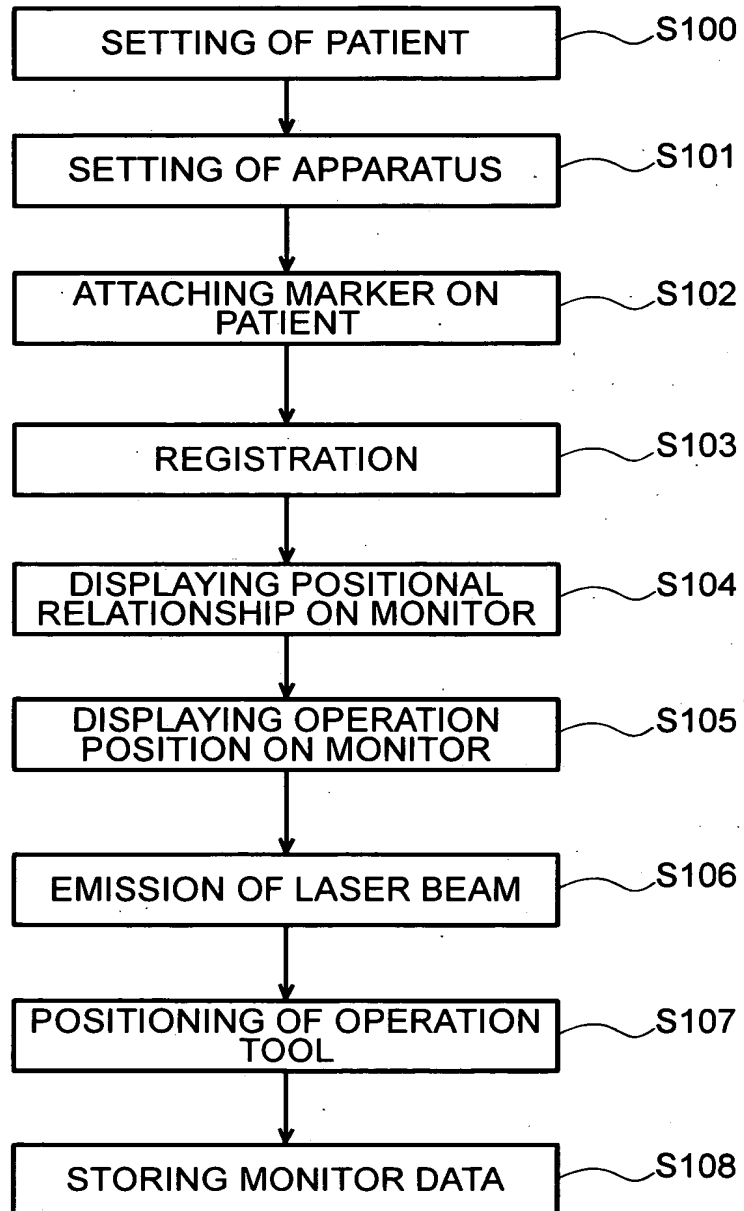 SETTING OF PATIENT
S100
SETTING OF APPARATUS
S101
ATTACHING MARKER ON
PATIENT
S102
REGISTRATION
S103
DISPLAYING POSITIONAL
RELATIONSHIP ON MONITOR
S104
DISPLAYING OPERATION
POSITION ON MONITOR
S105
EMISSION OF LASER BEAM
S106
POSITIONING OF OPERATION
TOOL
S107
STORING MONITOR DATA
S108